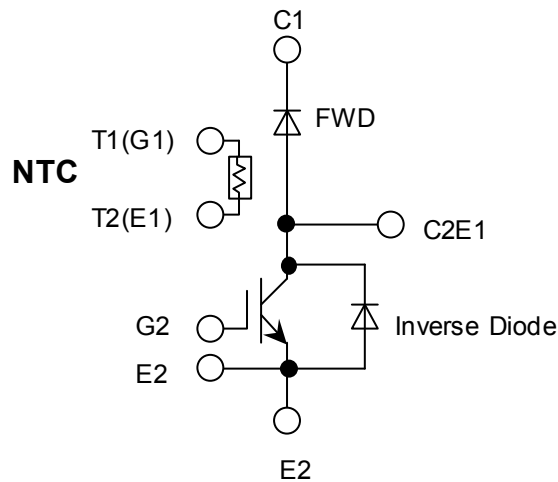 C1
FWD
T1(G1)
NTC
T2(E1)
C2E1
G2
Inverse Diode
E2
E2